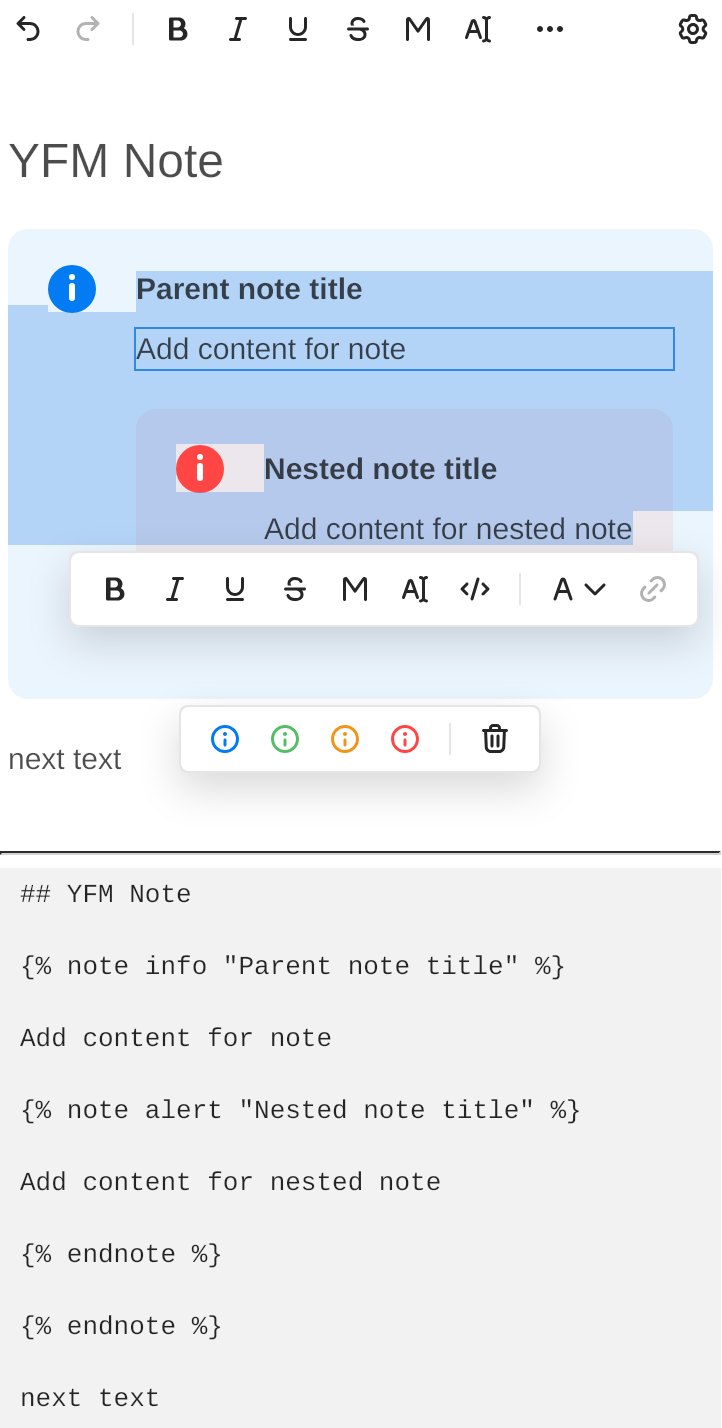 YFM Note
Parent note title
Add content for note
Nested note title
Add content for nested note
next text
## YFM Note
{% note info "Parent note title" %}
Add content for note
{% note alert "Nested note title" %}
Add content for nested note
{% endnote %}
{% endnote %}
next text